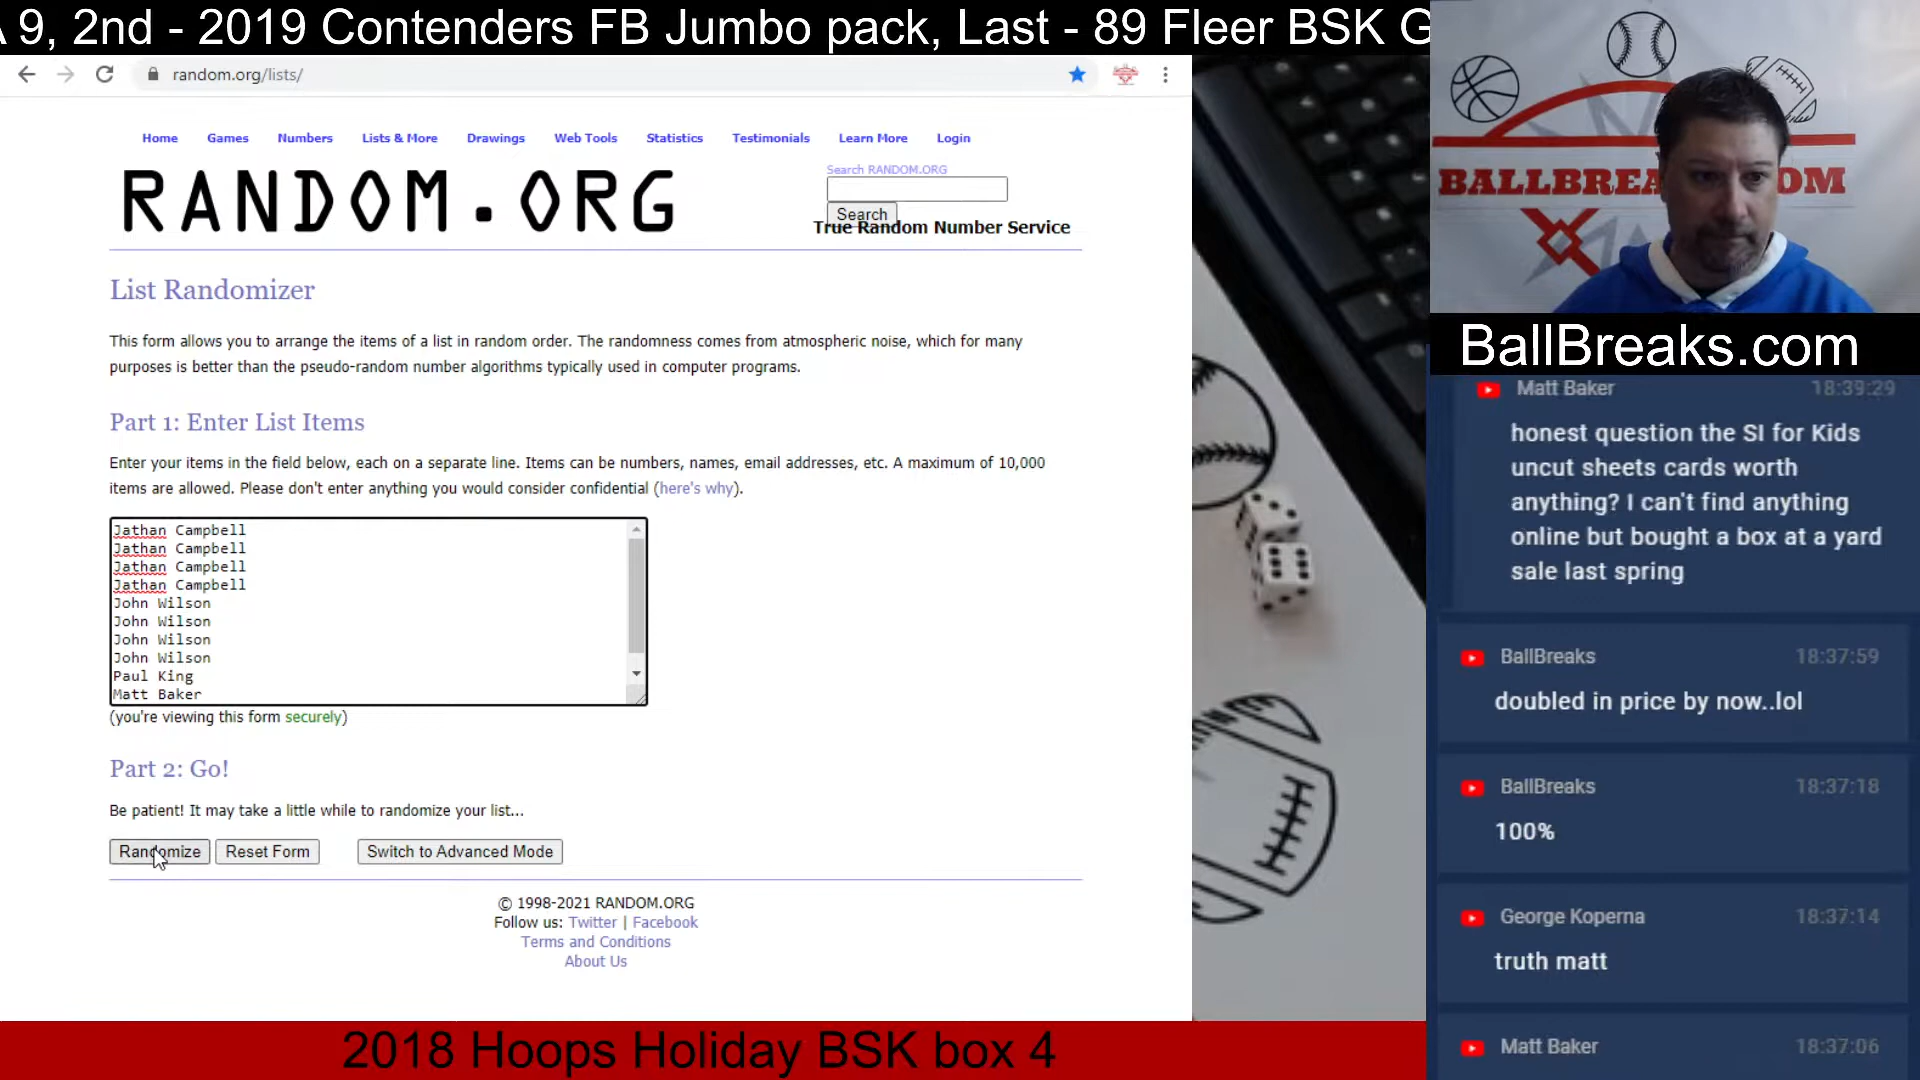 A 9, 2nd - 2019 Contenders FB Jumbo pack, Last - 89 Fleer BSK G
random.org/lists/
Home Games Numbers Lists & More Drawings Web Tools Statistics Testimonials Learn More Login
RANDOM.ORG
Search RANDOM.ORG
Search
True Random Number Service
List Randomizer
This form allows you to arrange the items of a list in random order. The randomness comes from atmospheric noise, which for many
purposes is better than the pseudo-random number algorithms typically used in computer programs.
Part 1: Enter List Items
Enter your items in the field below, each on a separate line. Items can be numbers, names, email addresses, etc. A maximum of 10,000
items are allowed. Please don't enter anything you would consider confidential (here's why).
Jathan Campbell
Jathan Campbell
Jathan Campbell
Jathan Campbell
John Wilson
John Wilson
John Wilson
John Wilson
Paul King
Matt Baker
(you're viewing this form securely)
Part 2: Go!
Be patient! It may take a little while to randomize your list...
Randomize Reset Form Switch to Advanced Mode
© 1998-2021 RANDOM.ORG
Follow us: Twitter | Facebook
Terms and Conditions
About Us
2018 Hoops Holiday BSK box 4
BallBreaks.com
Matt Baker 18:39:29
honest question the SI for Kids
uncut sheets cards worth
anything? I can't find anything
online but bought a box at a yard
sale last spring
BallBreaks 18:37:59
doubled in price by now..lol
BallBreaks 18:37:18
100%
George Koperna 18:37:14
truth matt
Matt Baker 18:37:06